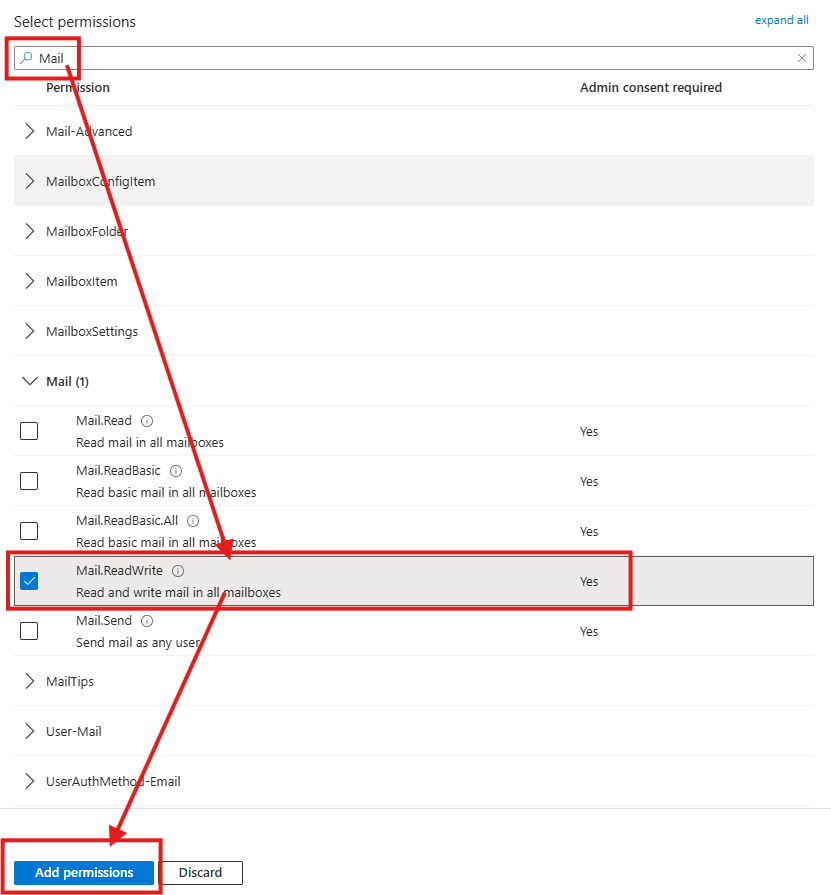 Select permissions
expand all
Mail
Permission
Admin consent required
Mail-Advanced
MailboxConfigItem
MailboxFolder
MailboxItem
MailboxSettings
Mail (1)
Mail.Read
Read mail in all mailboxes
Yes
Mail.ReadBasic
Read basic mail in all mailboxes
Yes
Mail.ReadBasic.All
Read basic mail in all mailboxes
Yes
Mail.ReadWrite
Read and write mail in all mailboxes
Yes
Mail.Send
Send mail as any user
Yes
MailTips
User-Mail
UserAuthMethod-Email
Add permissions
Discard